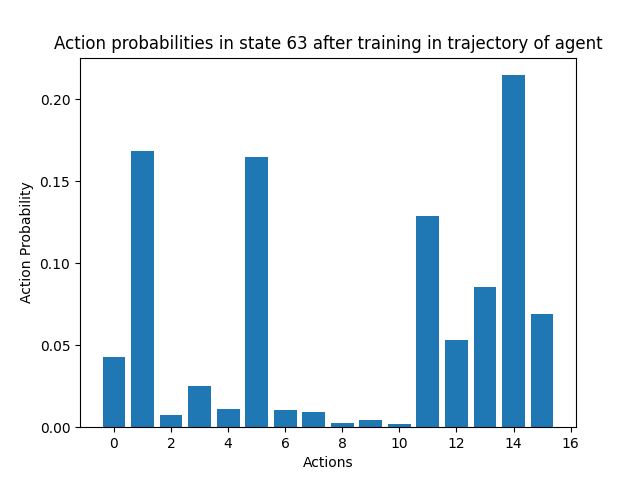 Action probabilities in state 63 after training in trajectory of agent
0.20
0.15
0.10
0.05
0.00
Action Probability
0 2 4 6 8 10 12 14 16
Actions